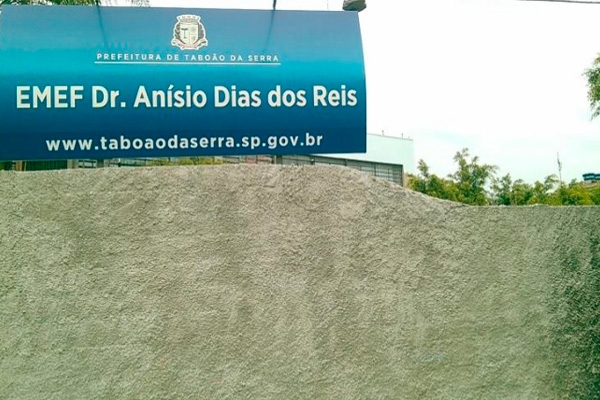 PREFEITURA DE TABOÃO DA SERRA
EMEF Dr. Anísio Dias dos Reis
www.taboaodaserra.sp.gov.br